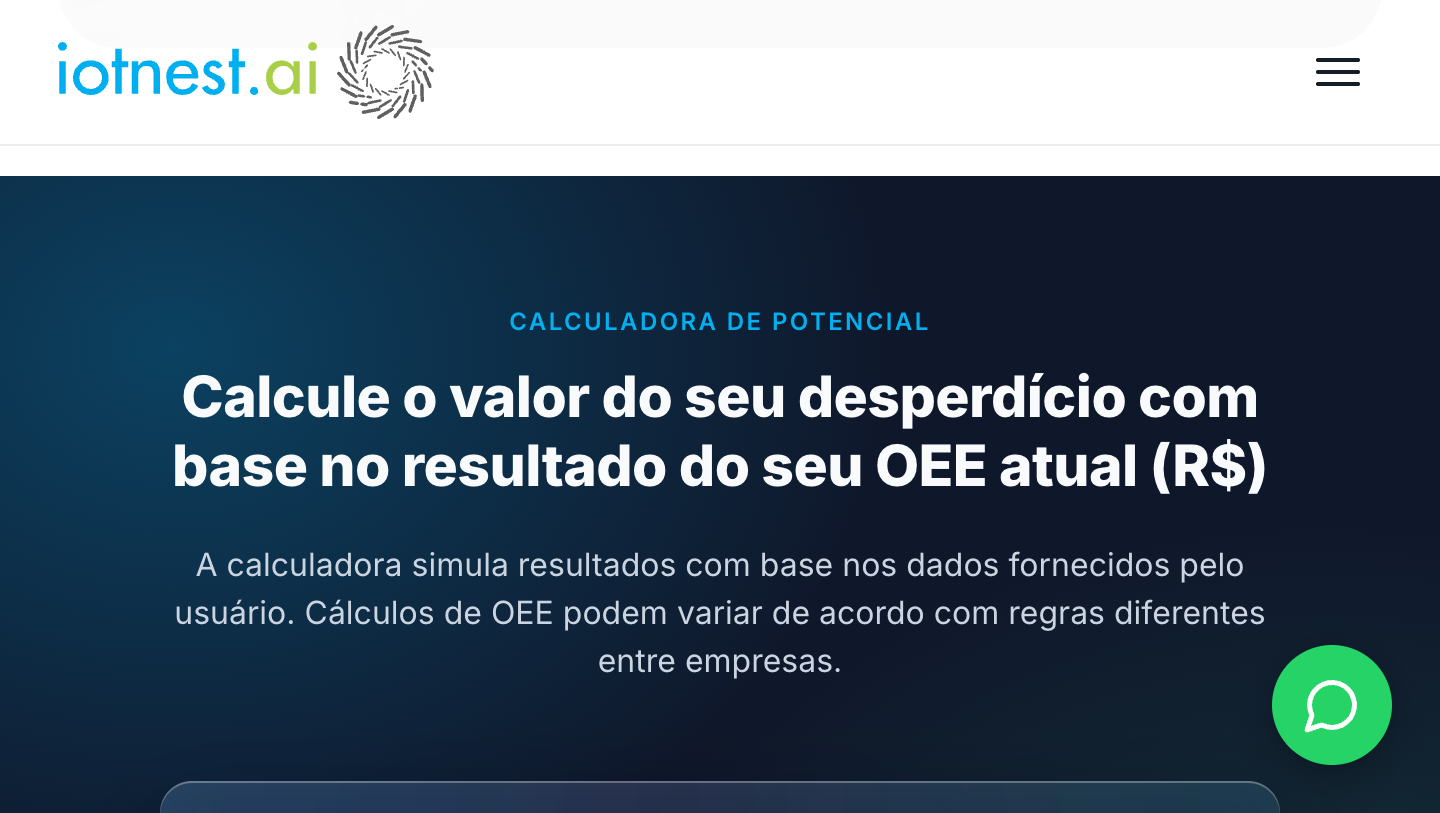 iotnest.ai
CALCULADORA DE POTENCIAL
Calcule o valor do seu desperdício com
base no resultado do seu OEE atual (R$)
A calculadora simula resultados com base nos dados fornecidos pelo
usuário. Cálculos de OEE podem variar de acordo com regras diferentes
entre empresas.